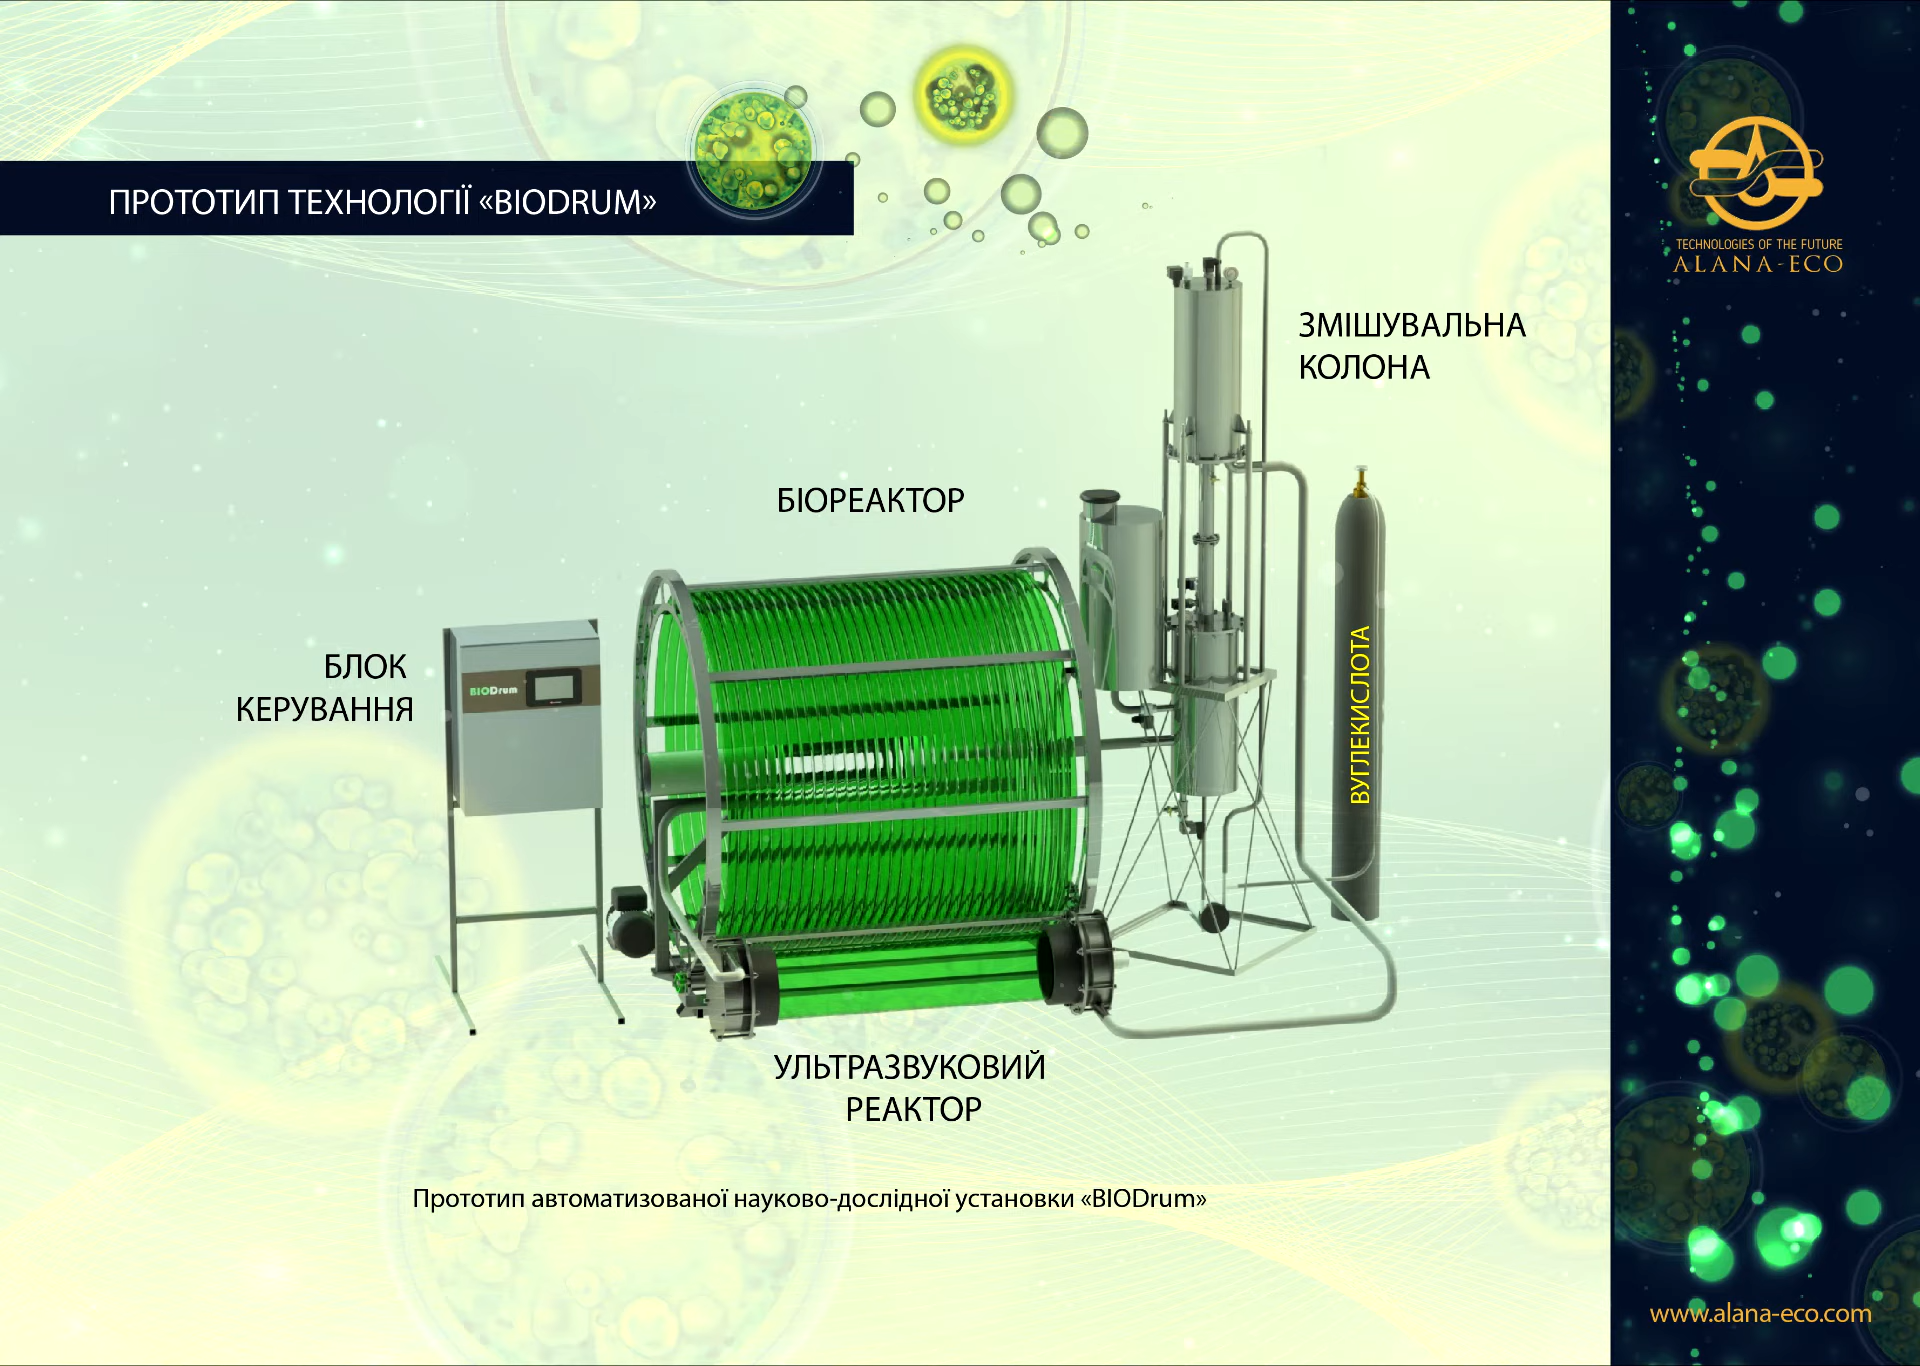 ПРОТОТИП ТЕХНОЛОГІЇ «BIODRUM»
TECHNOLOGIES OF THE FUTURE
ALANA-ECO
ЗМІШУВАЛЬНА
КОЛОНА
БІОРЕАКТОР
БЛОК
КЕРУВАННЯ
BIODrum
ВУГЛЕКИСЛОТА
УЛЬТРАЗВУКОВИЙ
РЕАКТОР
Прототип автоматизованої науково-дослідної установки «BIODrum»
www.alana-eco.com